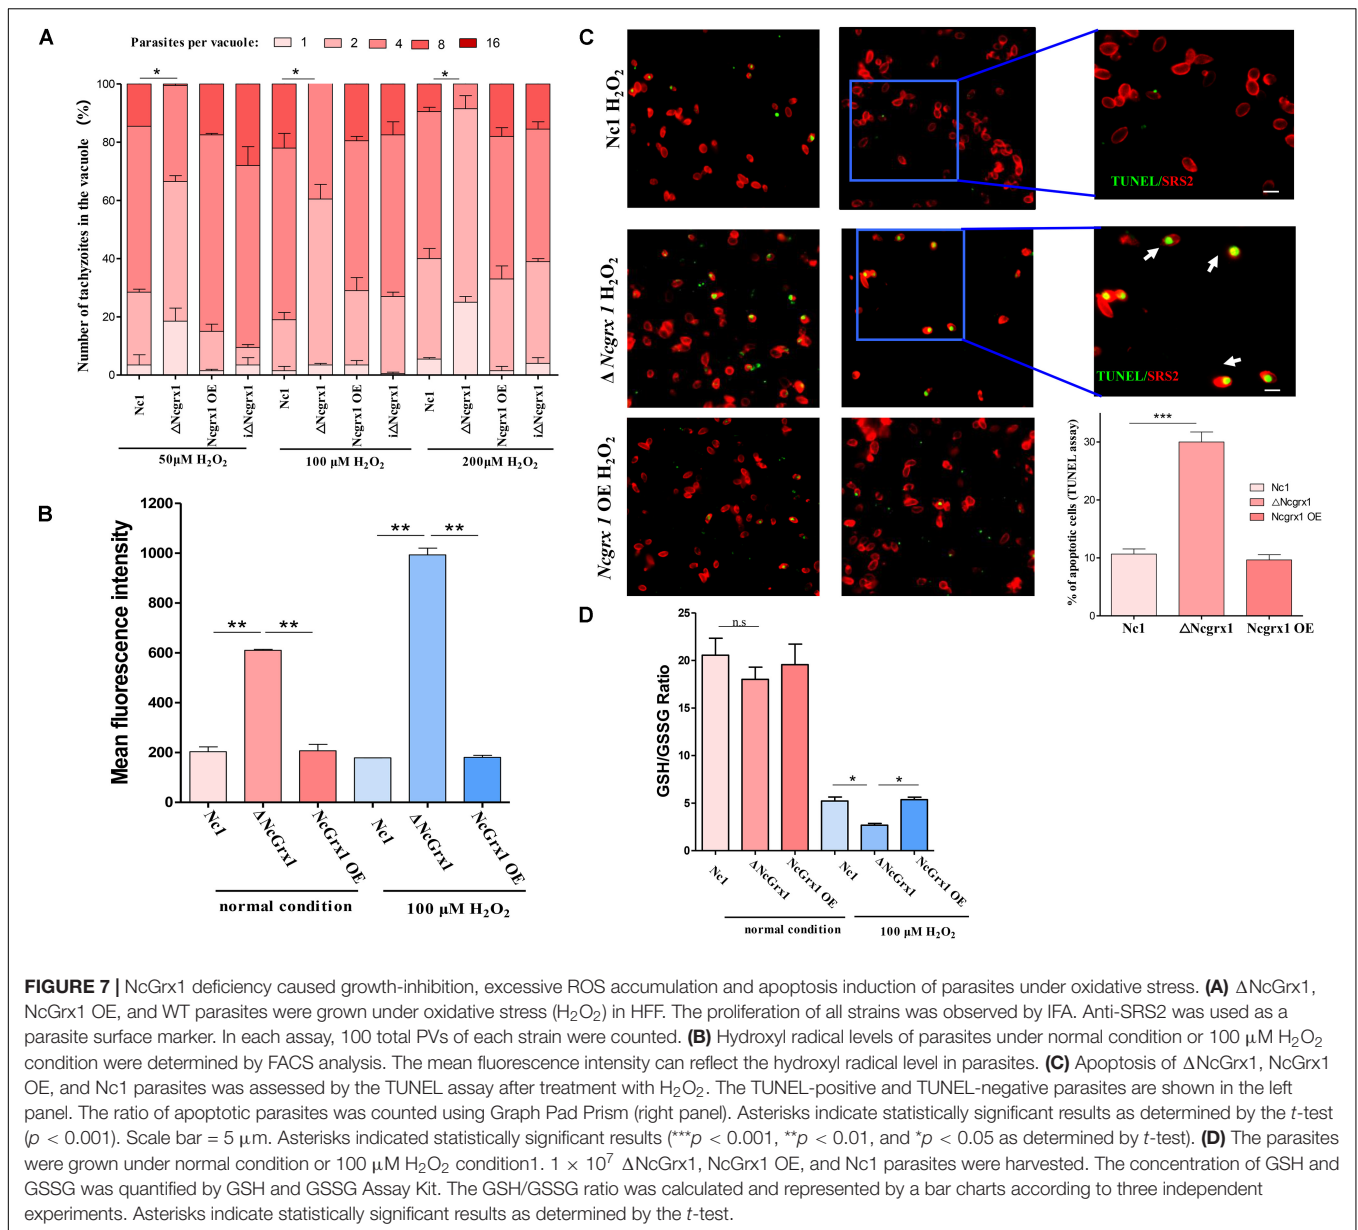 A
Parasites per vacuole: 1 2 4 8 16
Number of tachyzoites in the vacuole (%)
100
80
60
40
20
0
* * *
Nc1 ΔNcgrx1 Ncgrx1 OE iΔNcgrx1 Nc1 ΔNcgrx1 Ncgrx1 OE iΔNcgrx1 Nc1 ΔNcgrx1 Ncgrx1 OE iΔNcgrx1
50μM H₂O₂ 100 μM H₂O₂ 200μM H₂O₂
B
Mean fluorescence intensity
1200
1000
800
600
400
200
0
** ** ** **
Nc1 ΔNcGrx1 NcGrx1 OE Nc1 ΔNcGrx1 NcGrx1 OE
normal condition 100 μM H₂O₂
C
Nc1 H₂O₂
TUNEL/SRS2
Δ Ncgrx 1 H₂O₂
TUNEL/SRS2
Ncgrx 1 OE H₂O₂
% of apoptotic cells (TUNEL assay)
30
20
10
0
***
Nc1
ΔNcgrx1
Ncgrx1 OE
Nc1 ΔNcgrx1 Ncgrx1 OE
D
GSH/GSSG Ratio
25
20
15
10
5
0
n.s * *
Nc1 ΔNcGrx1 NcGrx1 OE Nc1 ΔNcGrx1 NcGrx1 OE
normal condition 100 μM H₂O₂
FIGURE 7 | NcGrx1 deficiency caused growth-inhibition, excessive ROS accumulation and apoptosis induction of parasites under oxidative stress. (A) ΔNcGrx1,
NcGrx1 OE, and WT parasites were grown under oxidative stress (H₂O₂) in HFF. The proliferation of all strains was observed by IFA. Anti-SRS2 was used as a
parasite surface marker. In each assay, 100 total PVs of each strain were counted. (B) Hydroxyl radical levels of parasites under normal condition or 100 μM H₂O₂
condition were determined by FACS analysis. The mean fluorescence intensity can reflect the hydroxyl radical level in parasites. (C) Apoptosis of ΔNcGrx1, NcGrx1
OE, and Nc1 parasites was assessed by the TUNEL assay after treatment with H₂O₂. The TUNEL-positive and TUNEL-negative parasites are shown in the left
panel. The ratio of apoptotic parasites was counted using Graph Pad Prism (right panel). Asterisks indicate statistically significant results as determined by the t-test
(p < 0.001). Scale bar = 5 μm. Asterisks indicated statistically significant results (***p < 0.001, **p < 0.01, and *p < 0.05 as determined by t-test). (D) The parasites
were grown under normal condition or 100 μM H₂O₂ condition1. 1 × 10⁷ ΔNcGrx1, NcGrx1 OE, and Nc1 parasites were harvested. The concentration of GSH and
GSSG was quantified by GSH and GSSG Assay Kit. The GSH/GSSG ratio was calculated and represented by a bar charts according to three independent
experiments. Asterisks indicate statistically significant results as determined by the t-test.